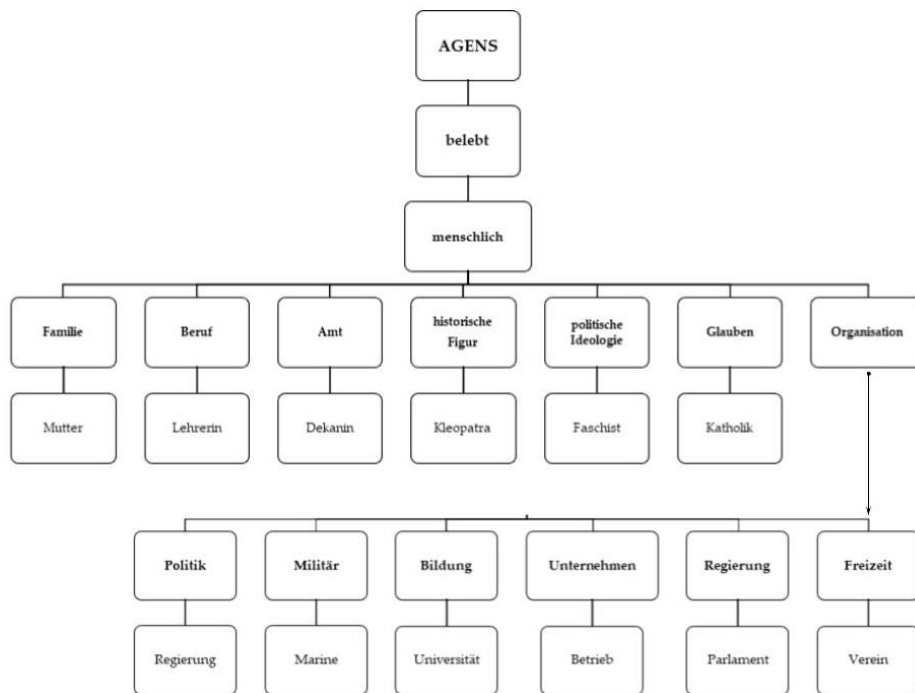 AGENS
belebt
menschlich
Familie
Beruf
Amt
historische
Figur
politische
Ideologie
Glauben
Organisation
Mutter
Lehrerin
Dekanin
Kleopatra
Faschist
Katholik
Politik
Militär
Bildung
Unternehmen
Regierung
Freizeit
Regierung
Marine
Universität
Betrieb
Parlament
Verein